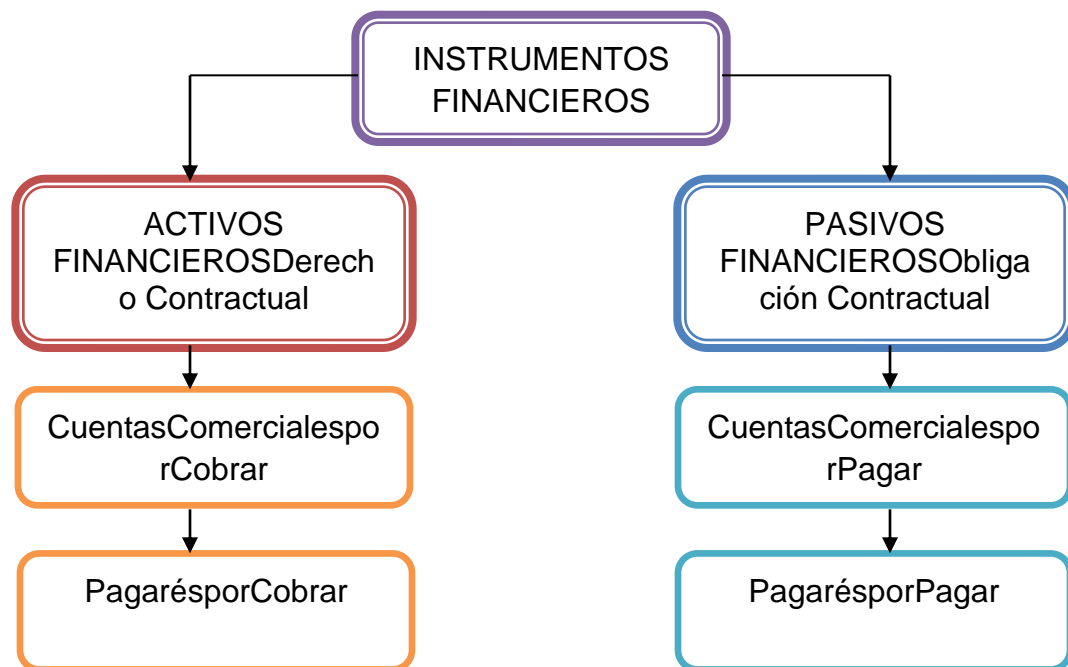 INSTRUMENTOS
FINANCIEROS
ACTIVOS
FINANCIEROSDerech
o Contractual
PASIVOS
FINANCIEROSObliga
ción Contractual
CuentasComercialespo
rCobrar
CuentasComercialespo
rPagar
PagarésporCobrar
PagarésporPagar